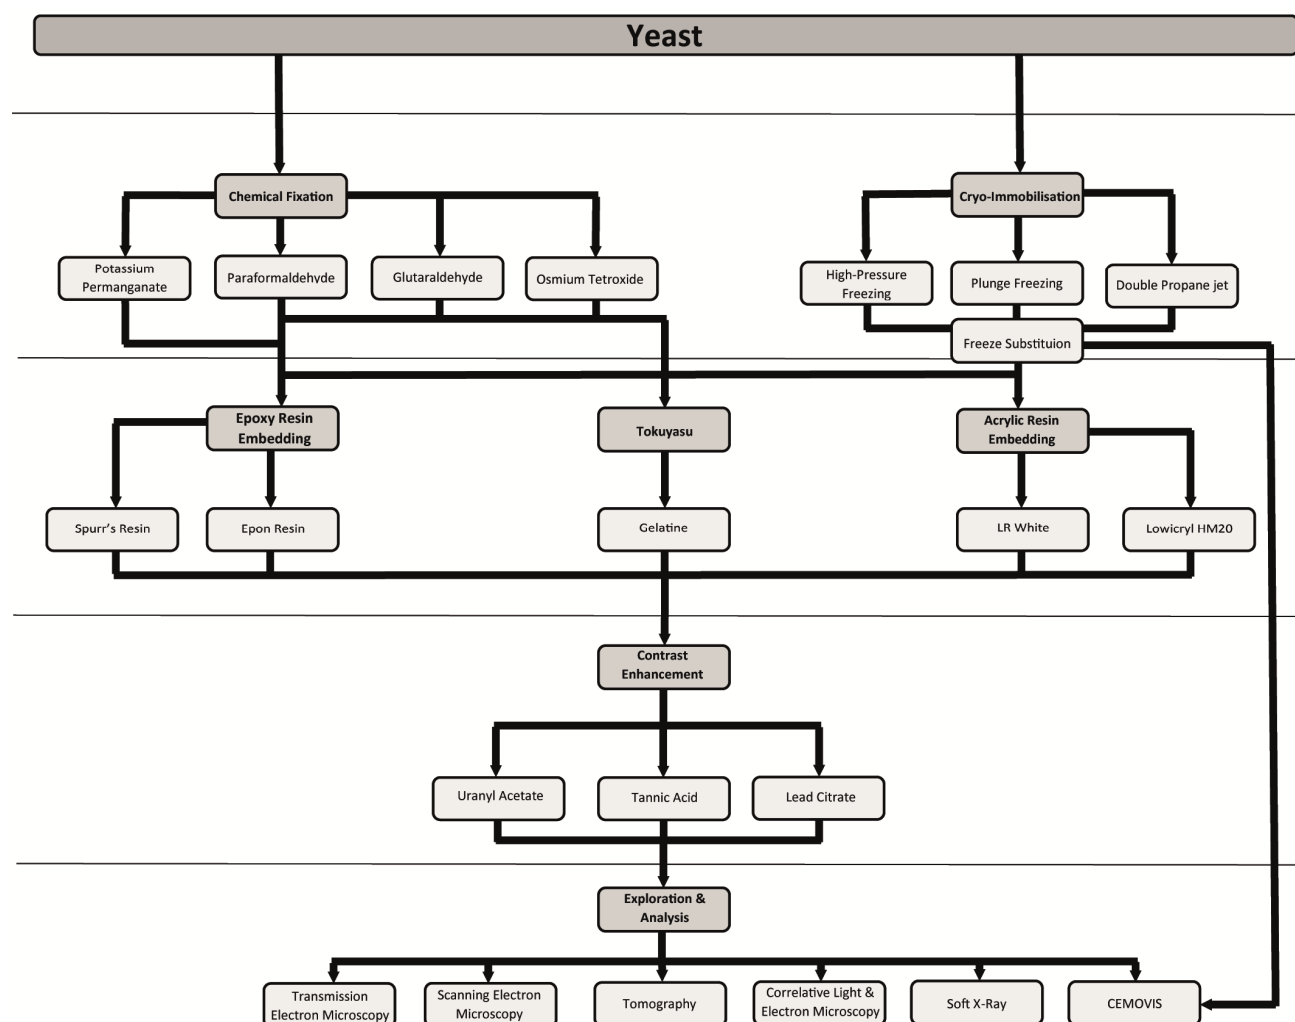 Yeast
Chemical Fixation
Cryo-Immobilisation
Potassium
Permanganate
Paraformaldehyde
Glutaraldehyde
Osmium Tetroxide
High-Pressure
Freezing
Plunge Freezing
Double Propane jet
Freeze Substituion
Epoxy Resin
Embedding
Tokuyasu
Acrylic Resin
Embedding
Spurr's Resin
Epon Resin
Gelatine
LR White
Lowicryl HM20
Contrast
Enhancement
Uranyl Acetate
Tannic Acid
Lead Citrate
Exploration &
Analysis
Transmission
Electron Microscopy
Scanning Electron
Microscopy
Tomography
Correlative Light &
Electron Microscopy
Soft X-Ray
CEMOVIS